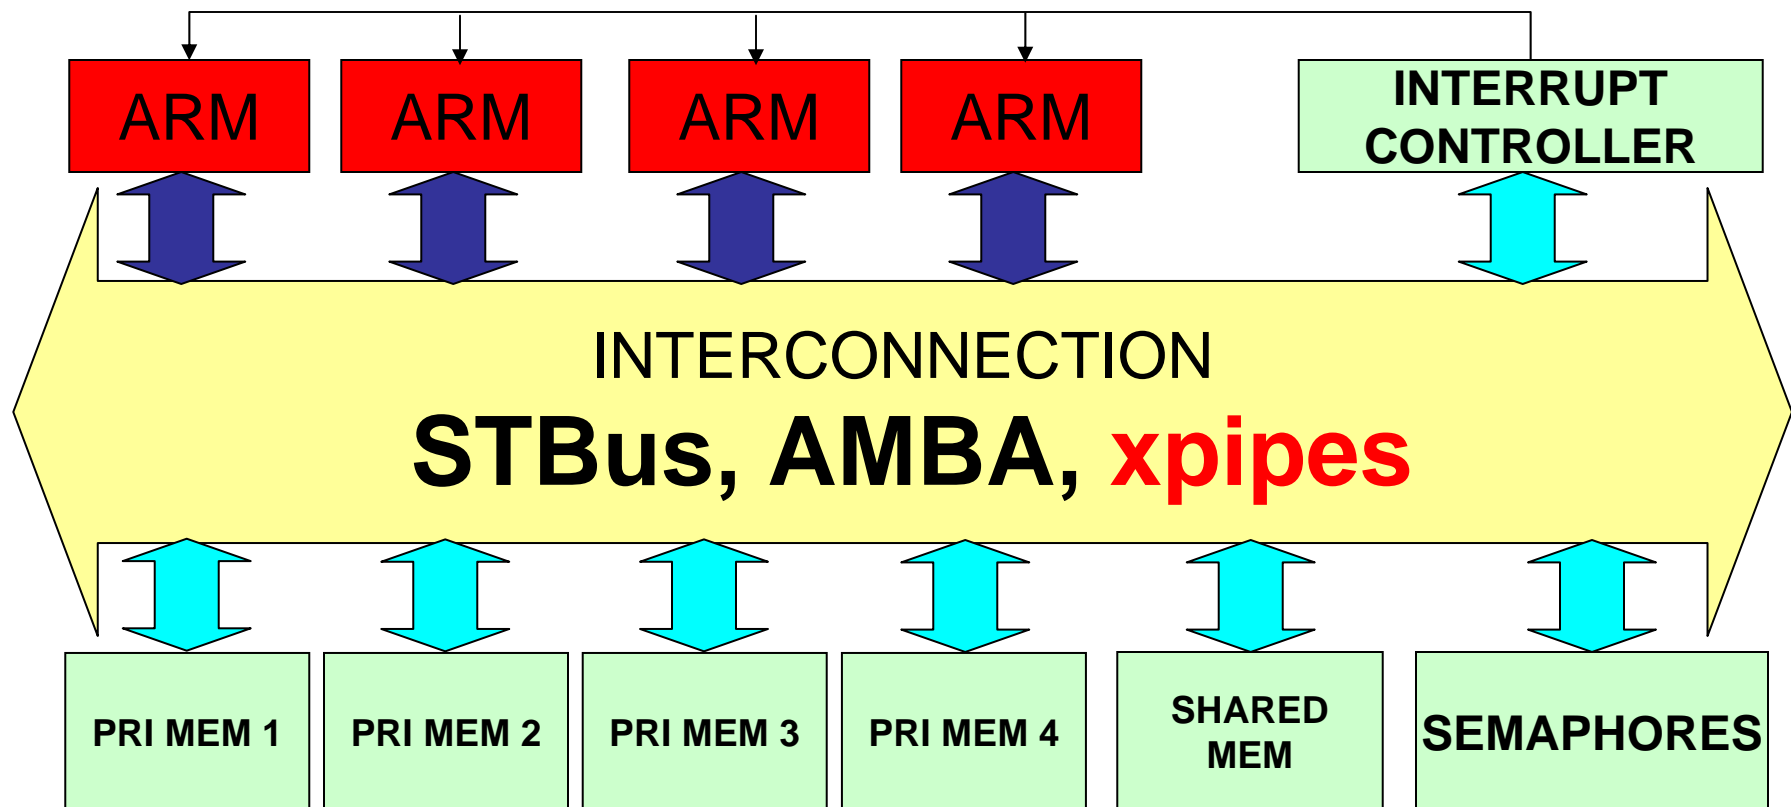 ARM
ARM
ARM
ARM
INTERRUPT
CONTROLLER
INTERCONNECTION
STBus, AMBA, xpipes
PRI MEM 1
PRI MEM 2
PRI MEM 3
PRI MEM 4
SHARED
MEM
SEMAPHORES